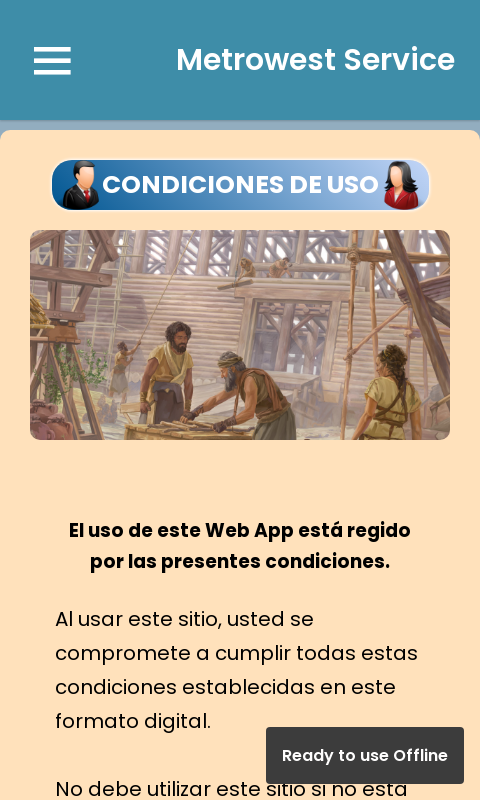 Metrowest Service
CONDICIONES DE USO
El uso de este Web App está regido
por las presentes condiciones.
Al usar este sitio, usted se
compromete a cumplir todas estas
condiciones establecidas en este
formato digital.
Ready to use Offline
No debe utilizar este sitio si no está